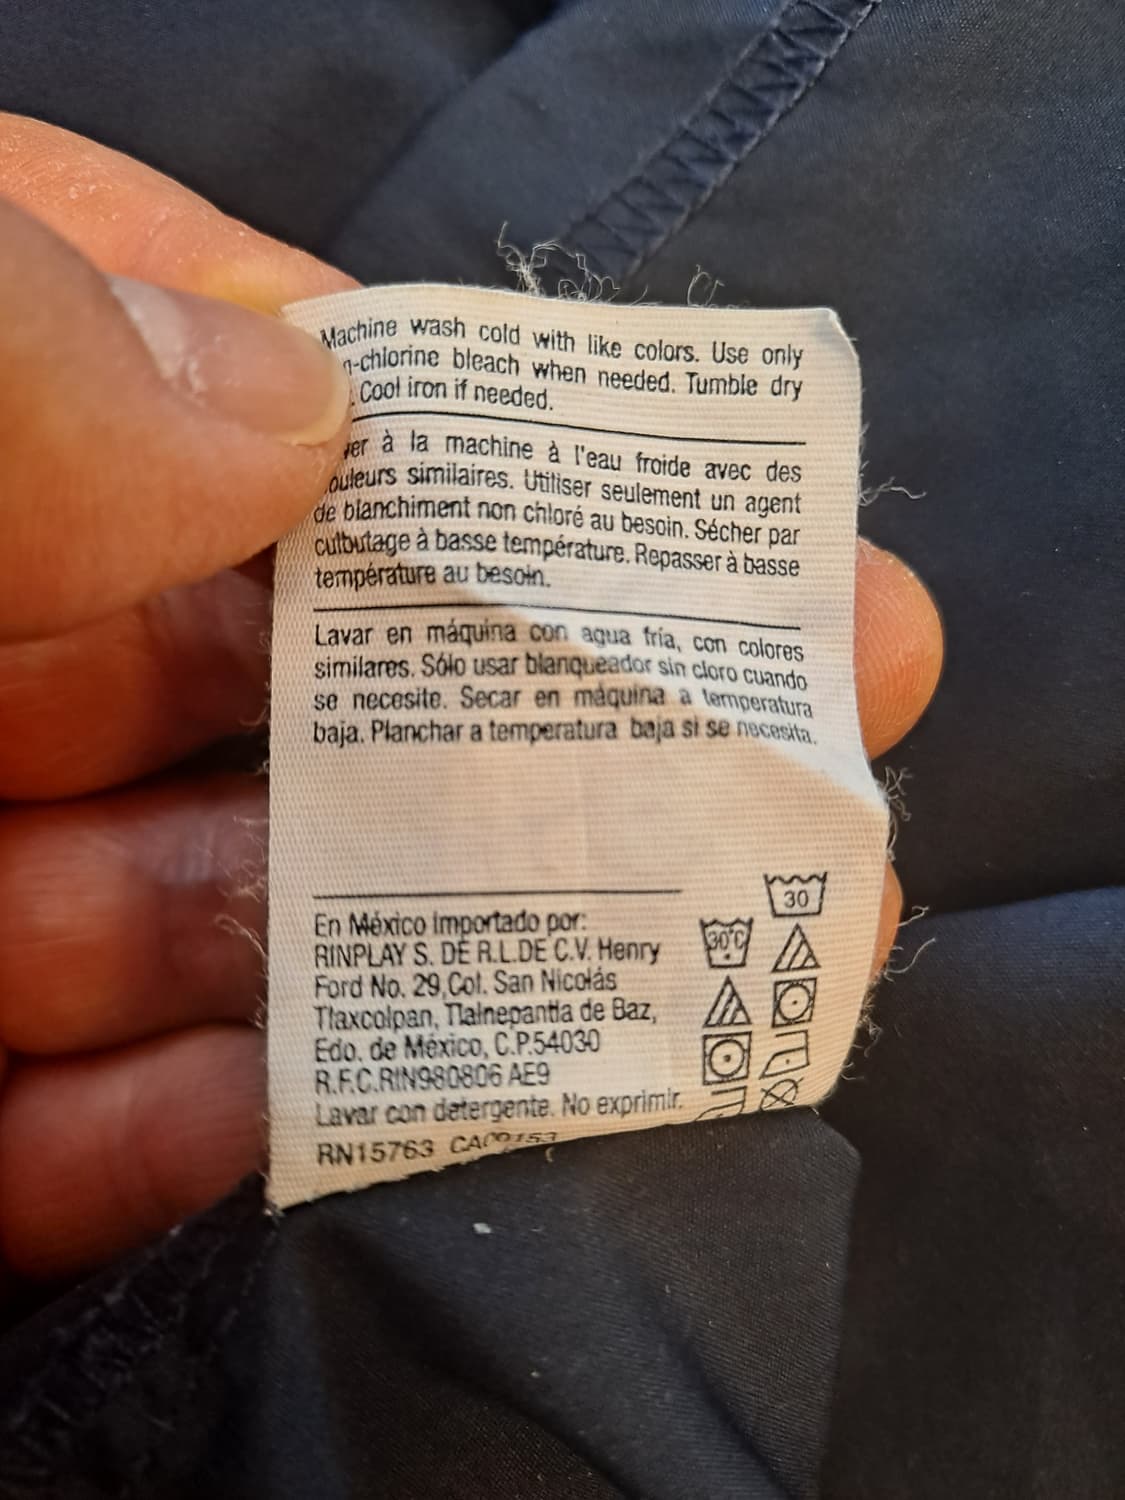 Machine wash cold with like colors. Use only
n-chlorine bleach when needed. Tumble dry
. Cool iron if needed.
ver à la machine à l'eau froide avec des
ouleurs similaires. Utiliser seulement un agent
de blanchiment non chloré au besoin. Sécher par
culbutage à basse température. Repasser à basse
température au besoin.
Lavar en máquina con agua fría, con colores
similares. Sólo usar blanqueador sin cloro cuando
se necesite. Secar en máquina a temperatura
baja. Planchar a temperatura baja si se necesita.
En México Importado por:
RINPLAY S. DE R.L.DE C.V. Henry
Ford No. 29,Col. San Nicolás
Tlaxcolpan, Tlalnepantla de Baz,
Edo. de México, C.P.54030
R.F.C.RIN980806 AE9
Lavar con detergente. No exprimir.
RN15763
30
30°C